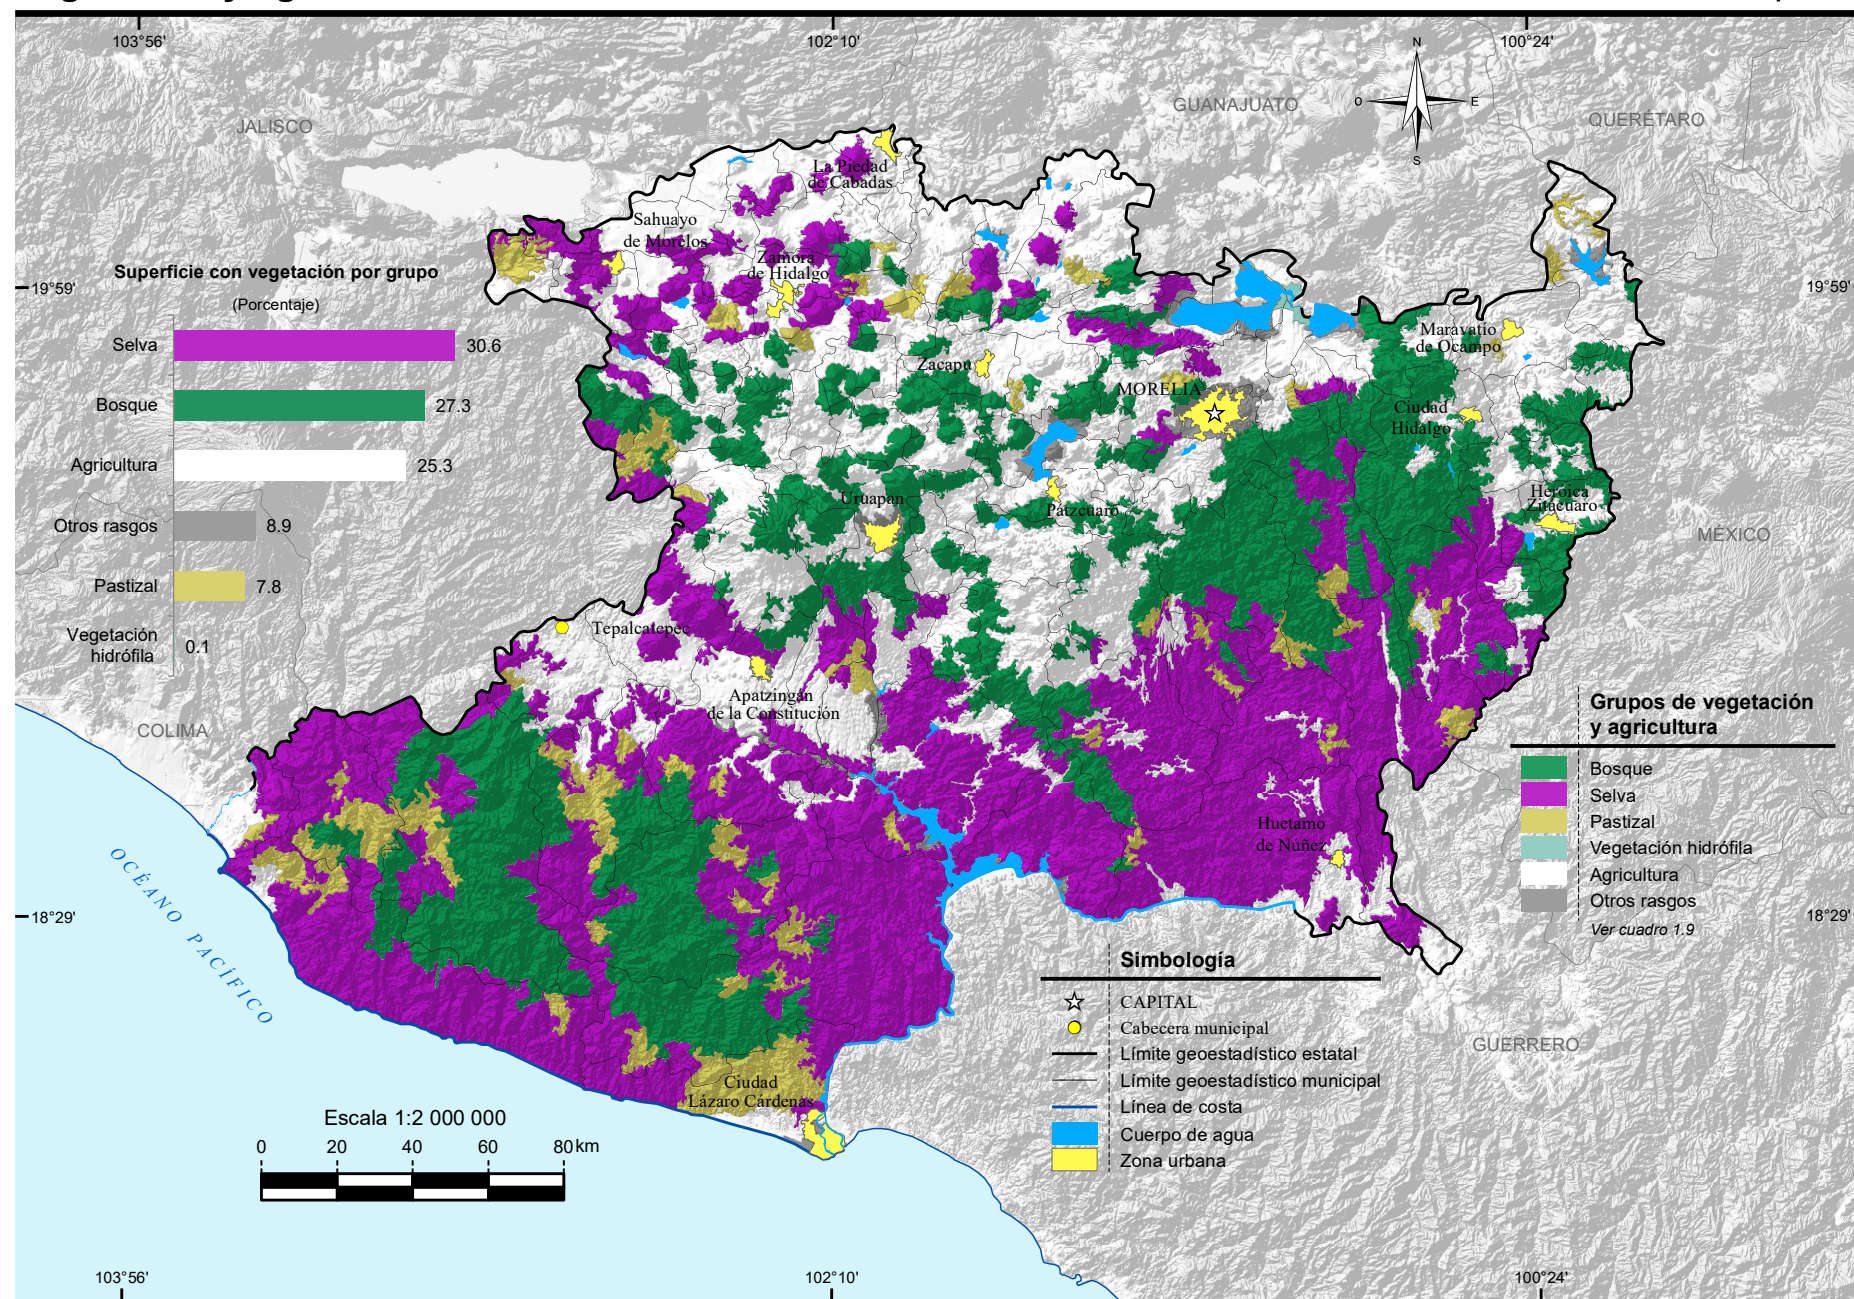 103°56'
102°10'
100°24'
N
O
E
S
GUANAJUATO
QUERÉTARO
JALISCO
La Piedad
de Cabadas
Sahuayo
de Morelos
Zamora
de Hidalgo
Superficie con vegetación por grupo
(Porcentaje)
19°59'
19°59'
Selva 30.6
Bosque 27.3
Agricultura 25.3
Otros rasgos 8.9
Pastizal 7.8
Vegetación
hidrófila 0.1
Maravatío
de Ocampo
Zacapu
MORELIA
Ciudad
Hidalgo
Uruapan
Pátzcuaro
Heróica
Zitácuaro
MÉXICO
Tepalcatepec
Apatzingán
de la Constitución
COLIMA
Grupos de vegetación
y agricultura
Bosque
Selva
Pastizal
Vegetación hidrófila
Agricultura
Otros rasgos
Ver cuadro 1.9
Huetamo
de Núñez
OCÉANO PACÍFICO
18°29'
18°29'
Simbología
CAPITAL
Cabecera municipal
Límite geoestadístico estatal
Límite geoestadístico municipal
Línea de costa
Cuerpo de agua
Zona urbana
GUERRERO
Ciudad
Lázaro Cárdenas
Escala 1:2 000 000
0 20 40 60 80 km
103°56'
102°10'
100°24'